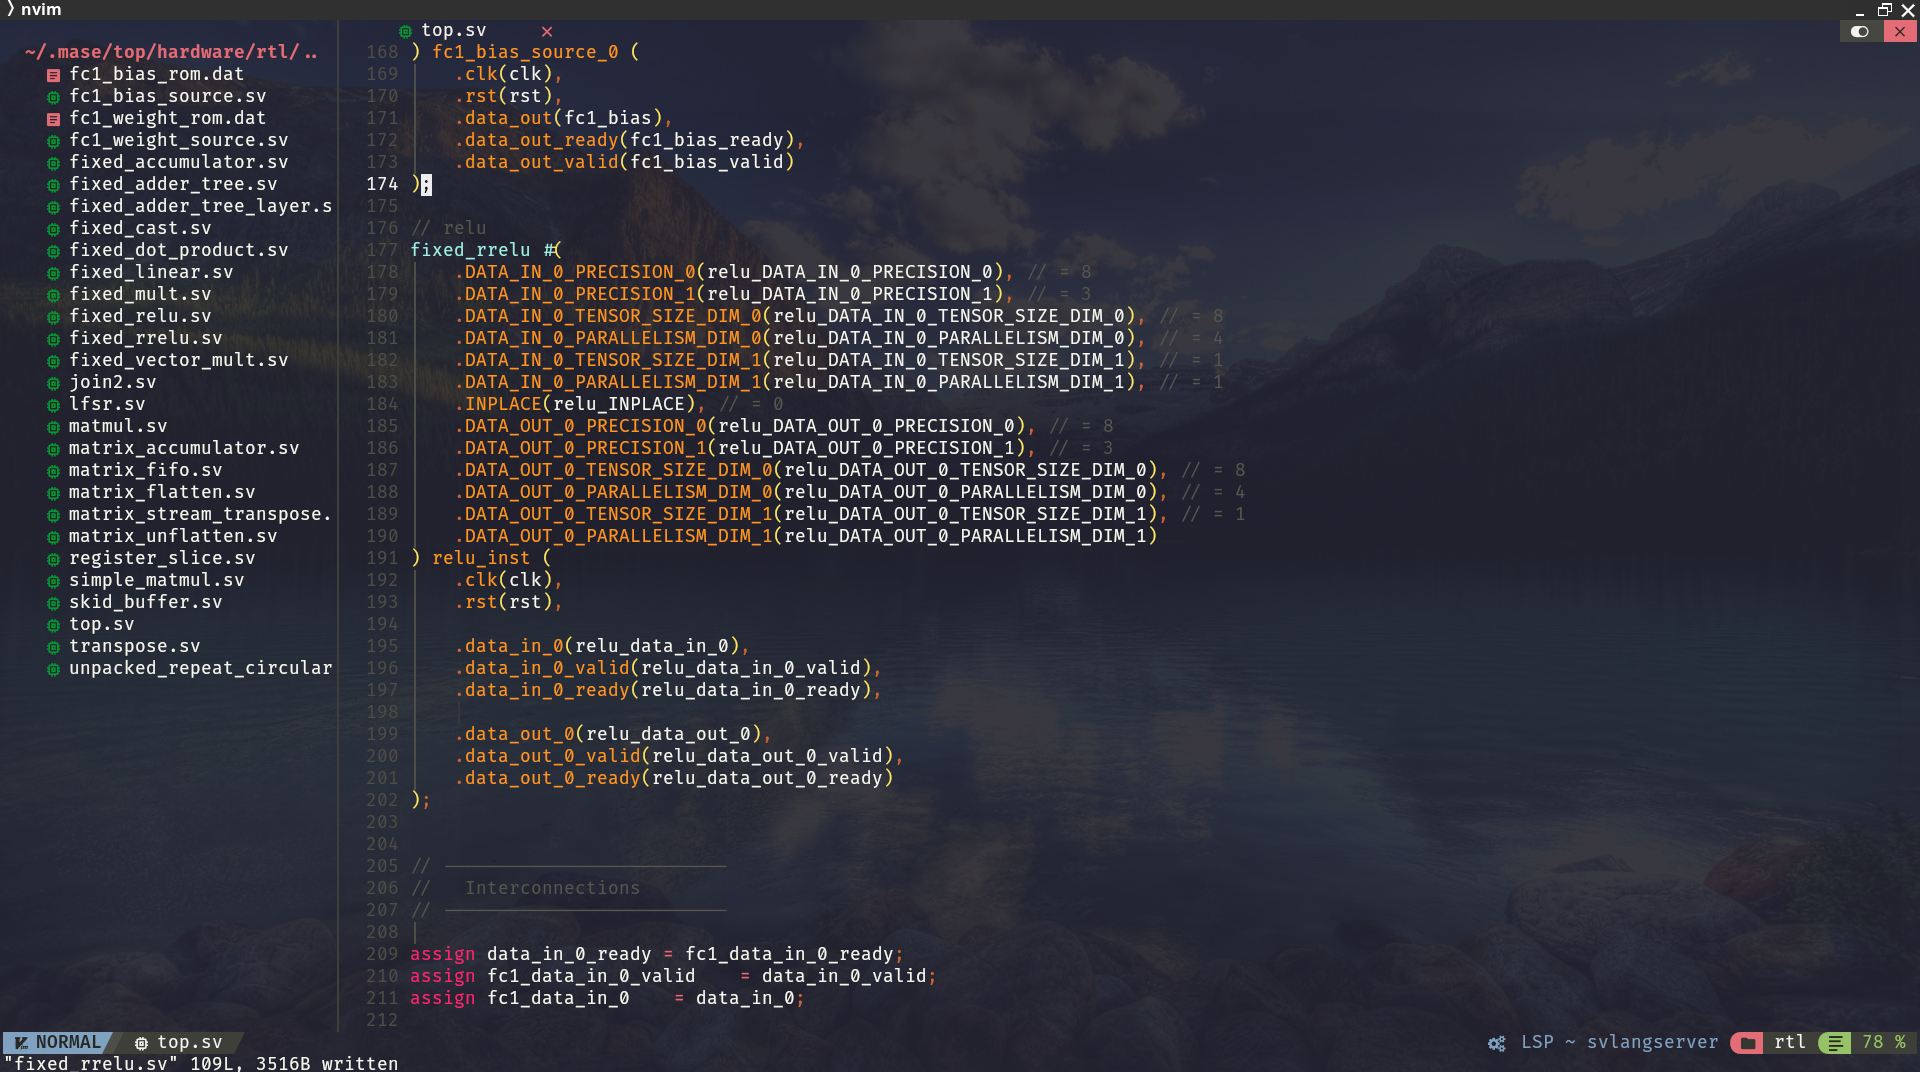 ❭ nvim
~/.mase/top/hardware/rtl/..
fc1_bias_rom.dat
fc1_bias_source.sv
fc1_weight_rom.dat
fc1_weight_source.sv
fixed_accumulator.sv
fixed_adder_tree.sv
fixed_adder_tree_layer.s
fixed_cast.sv
fixed_dot_product.sv
fixed_linear.sv
fixed_mult.sv
fixed_relu.sv
fixed_rrelu.sv
fixed_vector_mult.sv
join2.sv
lfsr.sv
matmul.sv
matrix_accumulator.sv
matrix_fifo.sv
matrix_flatten.sv
matrix_stream_transpose.
matrix_unflatten.sv
register_slice.sv
simple_matmul.sv
skid_buffer.sv
top.sv
transpose.sv
unpacked_repeat_circular
top.sv
168 ) fc1_bias_source_0 (
169     .clk(clk),
170     .rst(rst),
171     .data_out(fc1_bias),
172     .data_out_ready(fc1_bias_ready),
173     .data_out_valid(fc1_bias_valid)
174 );
175
176 // relu
177 fixed_rrelu #(
178     .DATA_IN_0_PRECISION_0(relu_DATA_IN_0_PRECISION_0), // = 8
179     .DATA_IN_0_PRECISION_1(relu_DATA_IN_0_PRECISION_1), // = 3
180     .DATA_IN_0_TENSOR_SIZE_DIM_0(relu_DATA_IN_0_TENSOR_SIZE_DIM_0), // = 8
181     .DATA_IN_0_PARALLELISM_DIM_0(relu_DATA_IN_0_PARALLELISM_DIM_0), // = 4
182     .DATA_IN_0_TENSOR_SIZE_DIM_1(relu_DATA_IN_0_TENSOR_SIZE_DIM_1), // = 1
183     .DATA_IN_0_PARALLELISM_DIM_1(relu_DATA_IN_0_PARALLELISM_DIM_1), // = 1
184     .INPLACE(relu_INPLACE), // = 0
185     .DATA_OUT_0_PRECISION_0(relu_DATA_OUT_0_PRECISION_0), // = 8
186     .DATA_OUT_0_PRECISION_1(relu_DATA_OUT_0_PRECISION_1), // = 3
187     .DATA_OUT_0_TENSOR_SIZE_DIM_0(relu_DATA_OUT_0_TENSOR_SIZE_DIM_0), // = 8
188     .DATA_OUT_0_PARALLELISM_DIM_0(relu_DATA_OUT_0_PARALLELISM_DIM_0), // = 4
189     .DATA_OUT_0_TENSOR_SIZE_DIM_1(relu_DATA_OUT_0_TENSOR_SIZE_DIM_1), // = 1
190     .DATA_OUT_0_PARALLELISM_DIM_1(relu_DATA_OUT_0_PARALLELISM_DIM_1)
191 ) relu_inst (
192     .clk(clk),
193     .rst(rst),
194
195     .data_in_0(relu_data_in_0),
196     .data_in_0_valid(relu_data_in_0_valid),
197     .data_in_0_ready(relu_data_in_0_ready),
198
199     .data_out_0(relu_data_out_0),
200     .data_out_0_valid(relu_data_out_0_valid),
201     .data_out_0_ready(relu_data_out_0_ready)
202 );
203
204
205 // --------------------------
206 //   Interconnections
207 // --------------------------
208
209 assign data_in_0_ready = fc1_data_in_0_ready;
210 assign fc1_data_in_0_valid    = data_in_0_valid;
211 assign fc1_data_in_0    = data_in_0;
212
NORMAL top.sv LSP ~ svlangserver rtl 78 %
"fixed_rrelu.sv" 109L, 3516B written